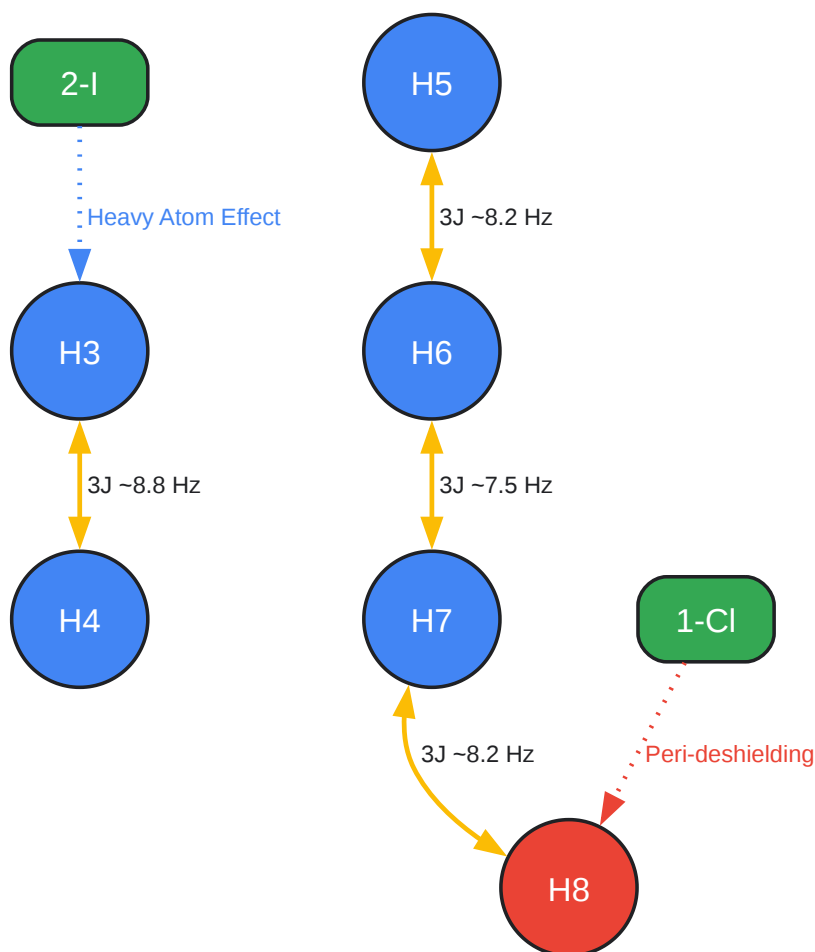 2-I
H5
Heavy Atom Effect
3J ~8.2 Hz
H3
H6
3J ~8.8 Hz
3J ~7.5 Hz
H4
H7
1-Cl
3J ~8.2 Hz
Peri-deshielding
H8